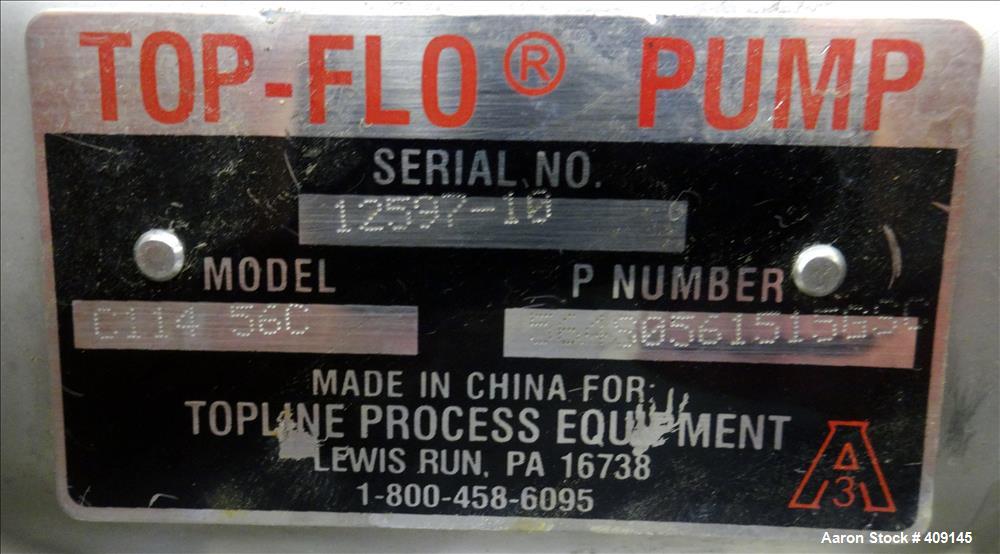 TOP-FLO® PUMP
SERIAL NO.
12597-10
MODEL P NUMBER
C114 56C
MADE IN CHINA FOR:
TOPLINE PROCESS EQUIPMENT
LEWIS RUN, PA 16738
1-800-458-6095
A
3
Aaron Stock # 409145